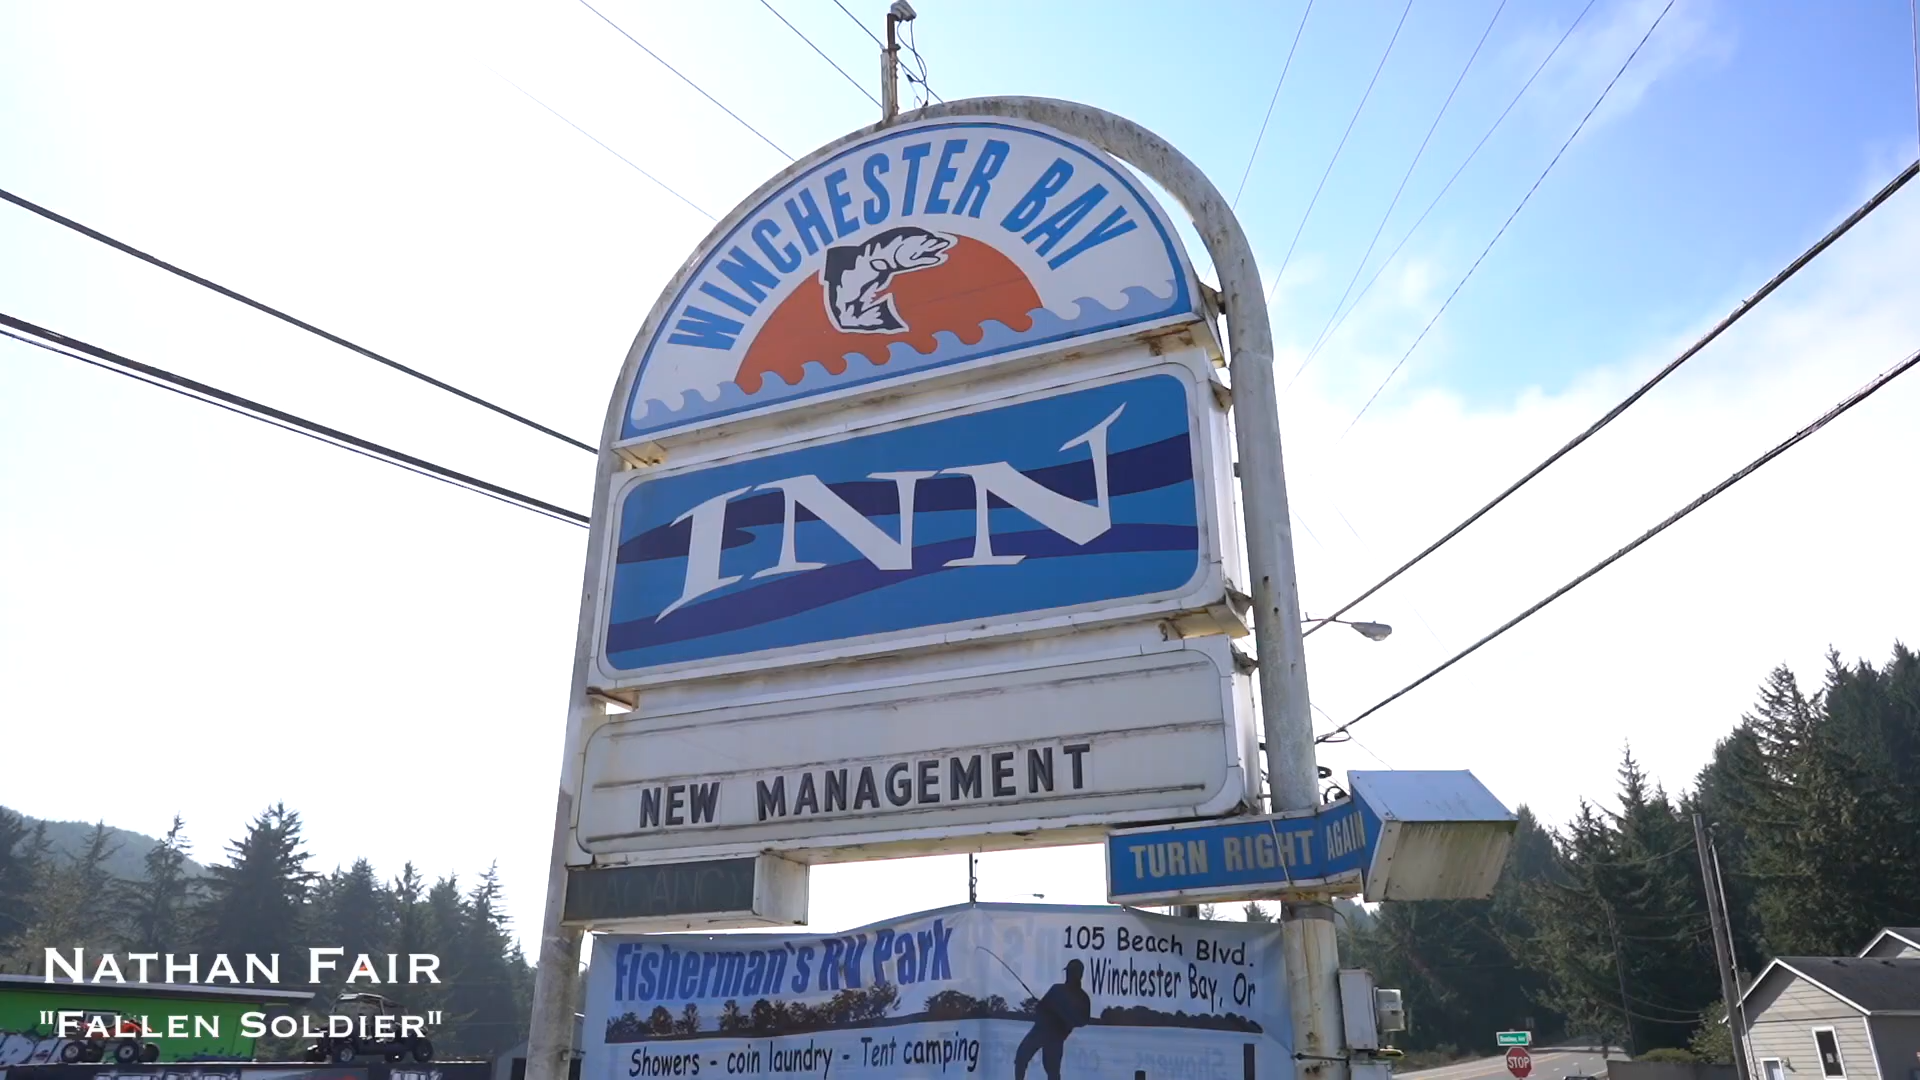 WINCHESTER BAY
INN
NEW MANAGEMENT
TURN RIGHT AGAIN
VACANCY
Fisherman's RV Park
105 Beach Blvd.
Winchester Bay, Or
Showers - coin laundry - Tent camping
NATHAN FAIR
"FALLEN SOLDIER"
STOP